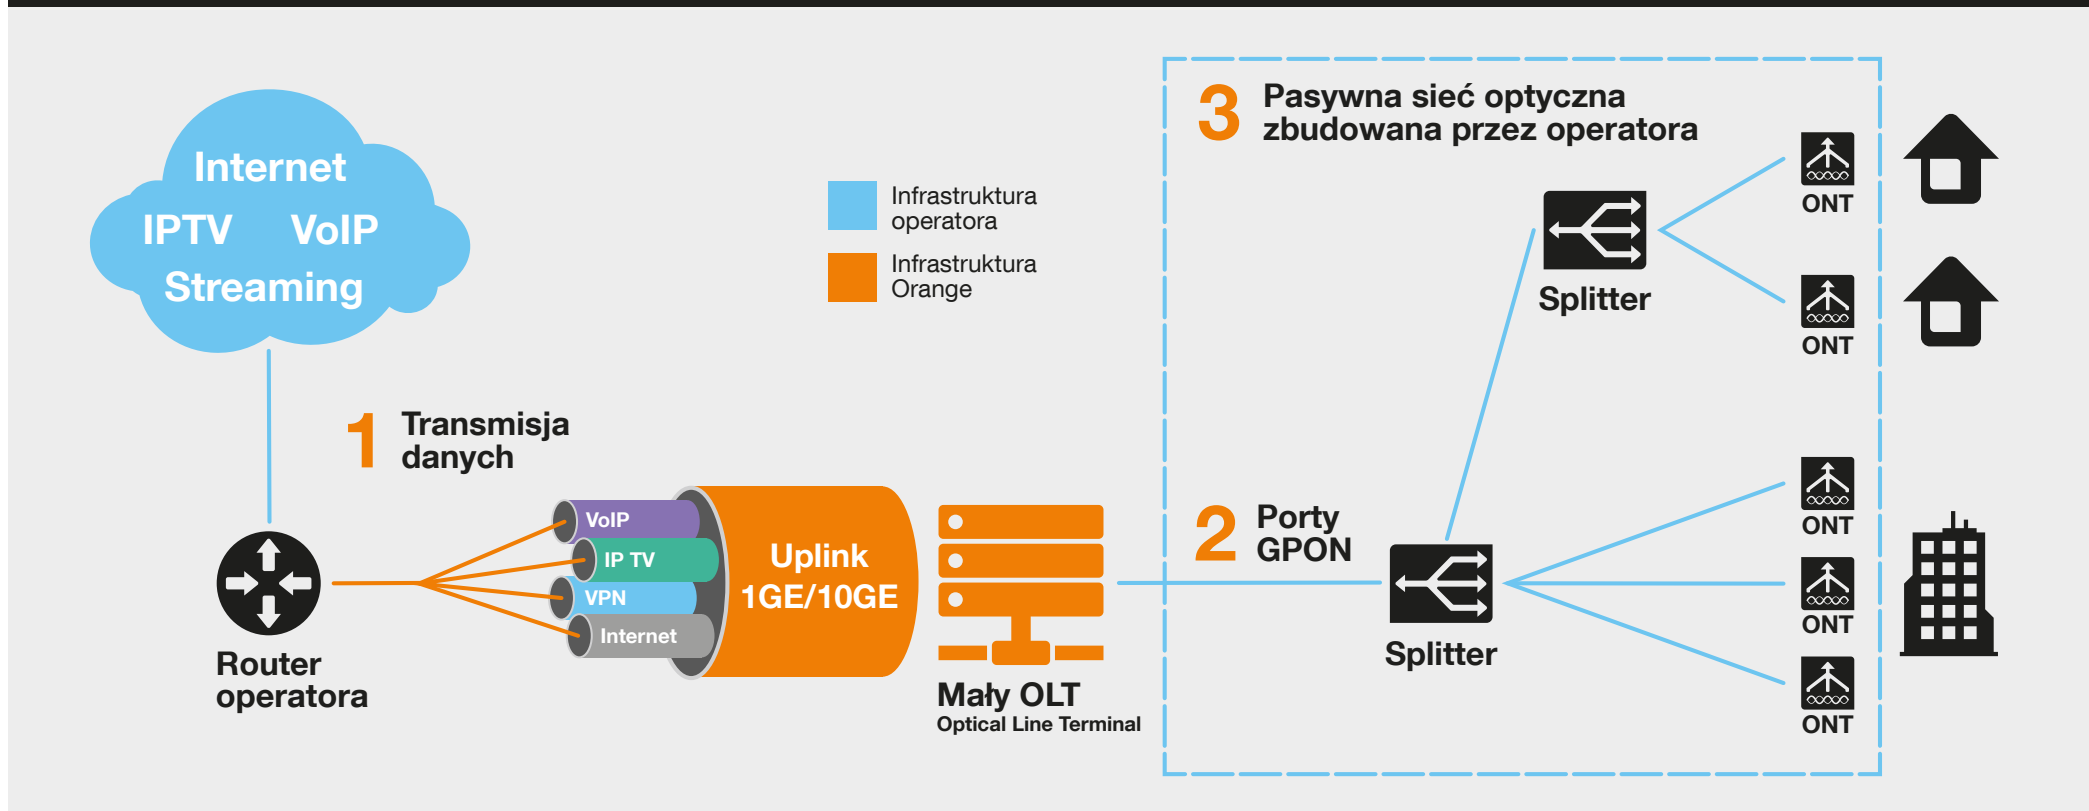 Internet
IPTV VoIP
Streaming
1 Transmisja
danych
Router
operatora
VoIP
IP TV
VPN
Internet
Uplink
1GE/10GE
Infrastruktura
operatora
Infrastruktura
Orange
Mały OLT
Optical Line Terminal
2 Porty
GPON
3 Pasywna sieć optyczna
zbudowana przez operatora
Splitter
Splitter
ONT
ONT
ONT
ONT
ONT